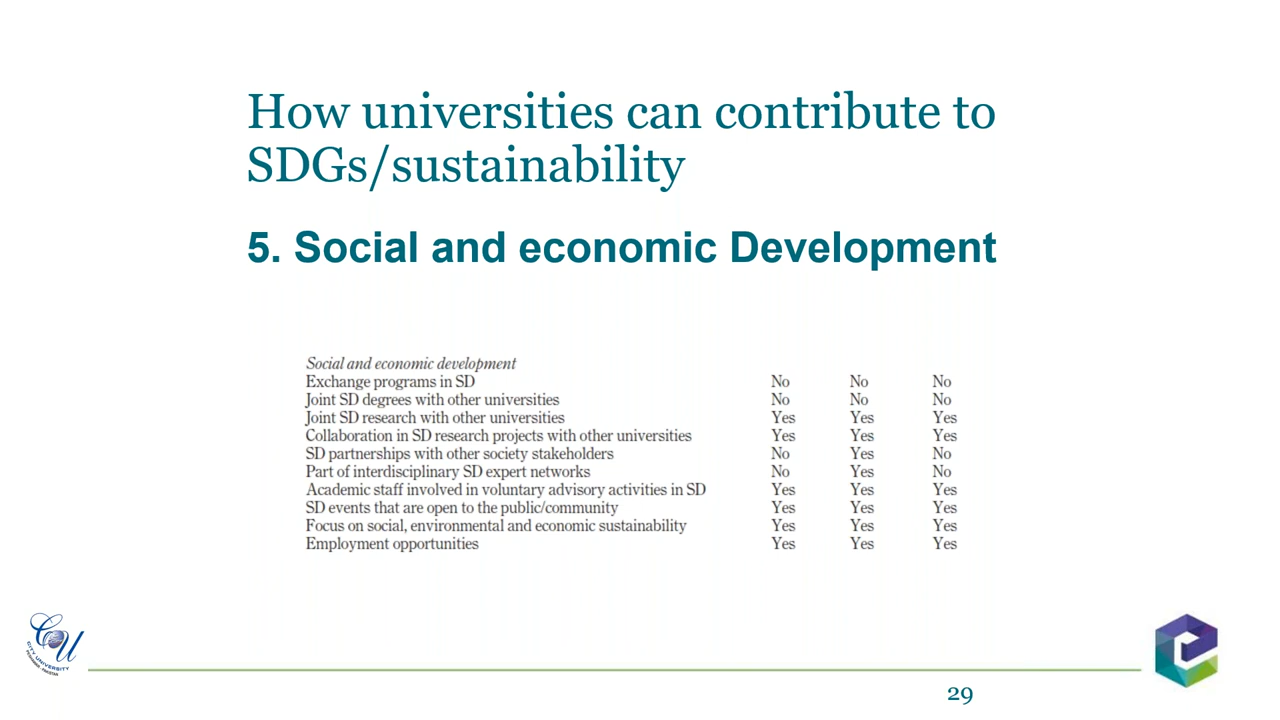 How universities can contribute to
SDGs/sustainability
5. Social and economic Development
Social and economic development
Exchange programs in SD No No No
Joint SD degrees with other universities No No No
Joint SD research with other universities Yes Yes Yes
Collaboration in SD research projects with other universities Yes Yes Yes
SD partnerships with other society stakeholders No Yes No
Part of interdisciplinary SD expert networks No Yes No
Academic staff involved in voluntary advisory activities in SD Yes Yes Yes
SD events that are open to the public/community Yes Yes Yes
Focus on social, environmental and economic sustainability Yes Yes Yes
Employment opportunities Yes Yes Yes
CU
CITY UNIVERSITY
29